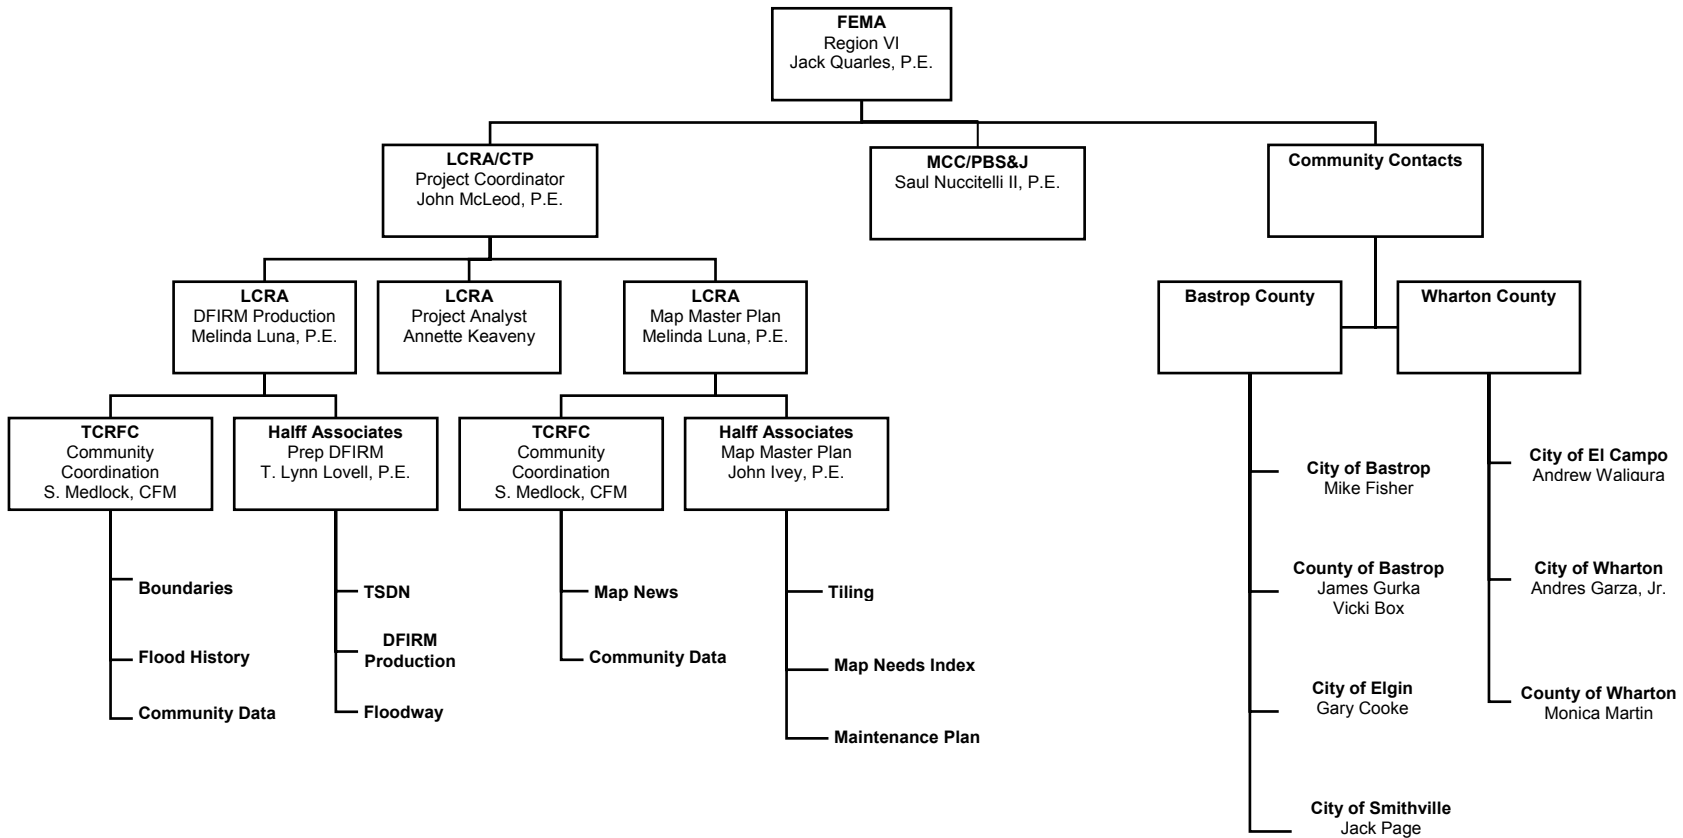 FEMA
Region VI
Jack Quarles, P.E.
LCRA/CTP
Project Coordinator
John McLeod, P.E.
MCC/PBS&J
Saul Nuccitelli II, P.E.
Community Contacts
LCRA
DFIRM Production
Melinda Luna, P.E.
LCRA
Project Analyst
Annette Keaveny
LCRA
Map Master Plan
Melinda Luna, P.E.
Bastrop County
Wharton County
TCRFC
Community
Coordination
S. Medlock, CFM
Halff Associates
Prep DFIRM
T. Lynn Lovell, P.E.
TCRFC
Community
Coordination
S. Medlock, CFM
Halff Associates
Map Master Plan
John Ivey, P.E.
Boundaries
Flood History
Community Data
TSDN
DFIRM
Production
Floodway
Map News
Community Data
Tiling
Map Needs Index
Maintenance Plan
City of Bastrop
Mike Fisher
County of Bastrop
James Gurka
Vicki Box
City of Elgin
Gary Cooke
City of Smithville
Jack Page
City of El Campo
Andrew Waligura
City of Wharton
Andres Garza, Jr.
County of Wharton
Monica Martin